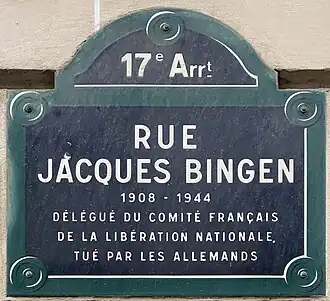 17e Arrt
RUE
JACQUES BINGEN
1908 - 1944
DÉLÉGUÉ DU COMITÉ FRANÇAIS
DE LA LIBÉRATION NATIONALE,
TUÉ PAR LES ALLEMANDS